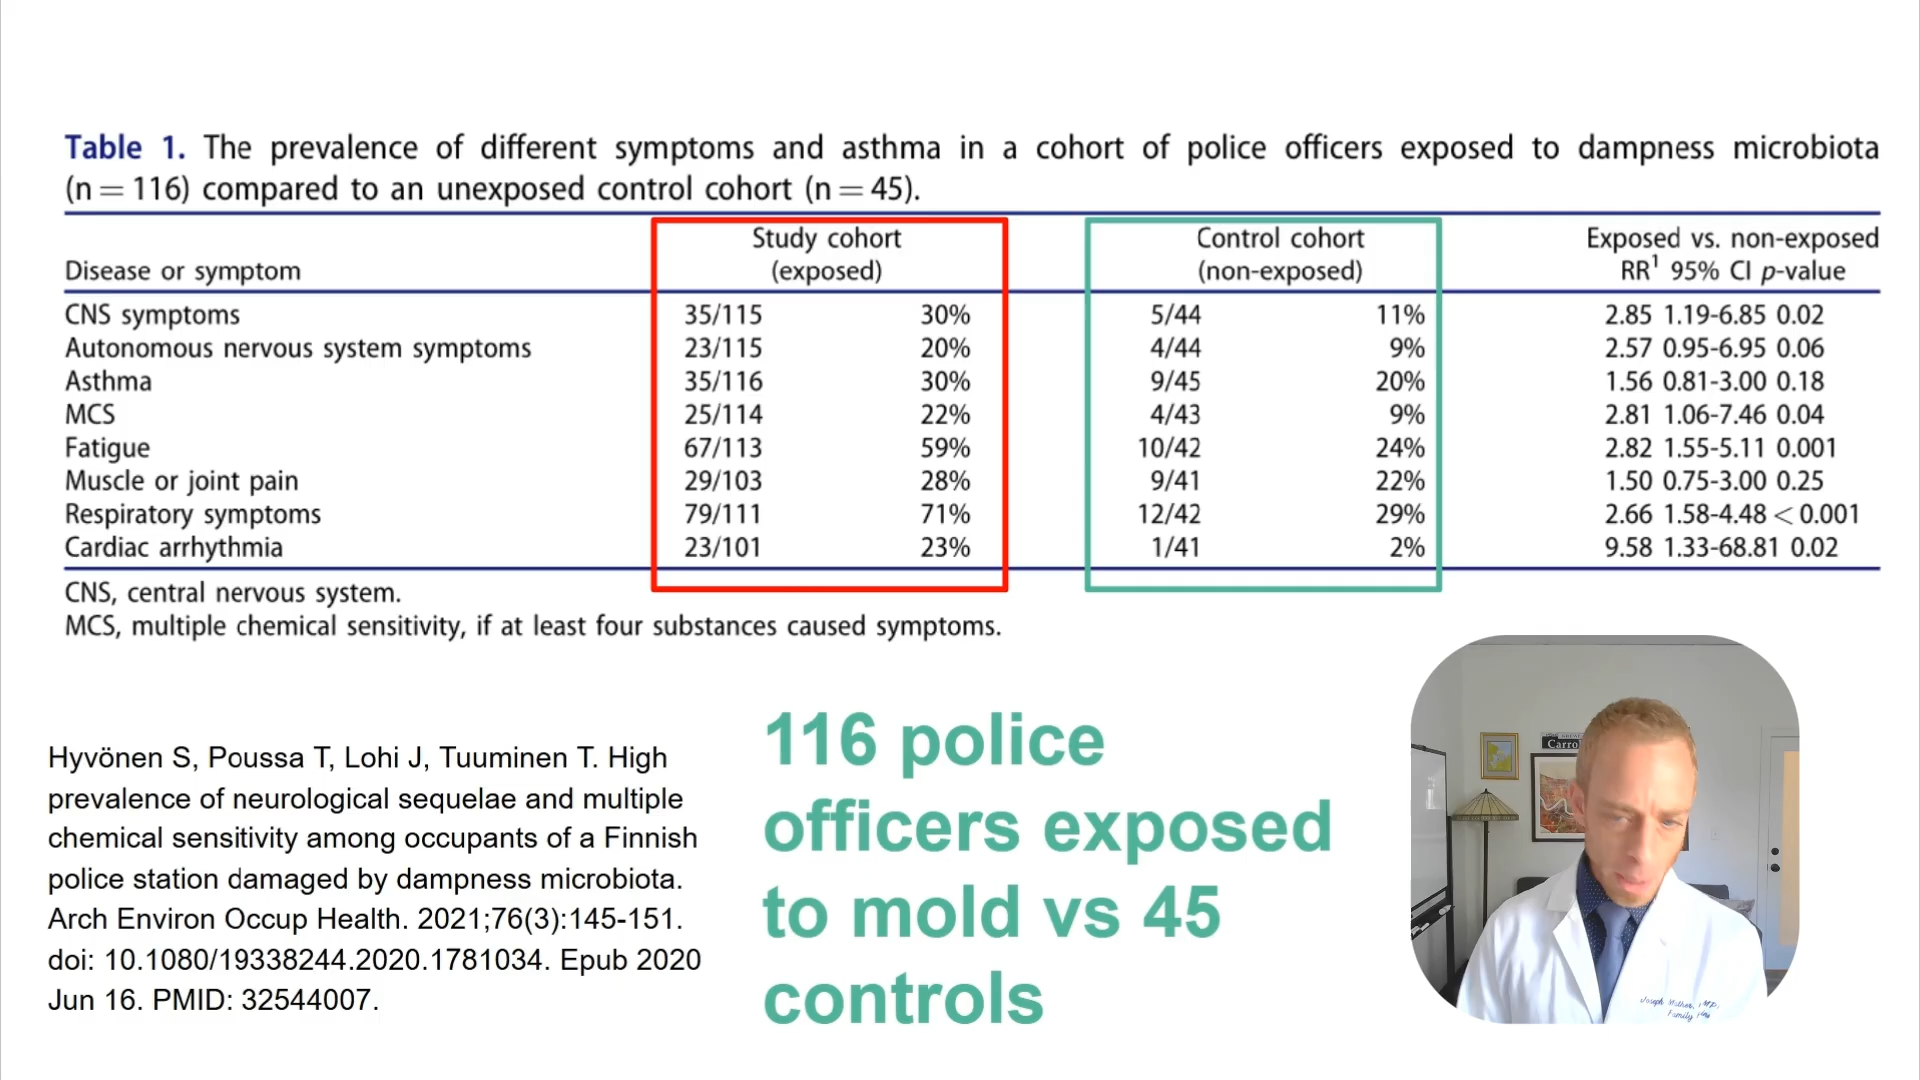 Table 1. The prevalence of different symptoms and asthma in a cohort of police officers exposed to dampness microbiota
(n = 116) compared to an unexposed control cohort (n = 45).
Disease or symptom Study cohort (exposed) Control cohort (non-exposed) Exposed vs. non-exposed RR¹ 95% CI p-value
CNS symptoms 35/115 30% 5/44 11% 2.85 1.19-6.85 0.02
Autonomous nervous system symptoms 23/115 20% 4/44 9% 2.57 0.95-6.95 0.06
Asthma 35/116 30% 9/45 20% 1.56 0.81-3.00 0.18
MCS 25/114 22% 4/43 9% 2.81 1.06-7.46 0.04
Fatigue 67/113 59% 10/42 24% 2.82 1.55-5.11 0.001
Muscle or joint pain 29/103 28% 9/41 22% 1.50 0.75-3.00 0.25
Respiratory symptoms 79/111 71% 12/42 29% 2.66 1.58-4.48 < 0.001
Cardiac arrhythmia 23/101 23% 1/41 2% 9.58 1.33-68.81 0.02
CNS, central nervous system.
MCS, multiple chemical sensitivity, if at least four substances caused symptoms.
Hyvönen S, Poussa T, Lohi J, Tuuminen T. High
prevalence of neurological sequelae and multiple
chemical sensitivity among occupants of a Finnish
police station damaged by dampness microbiota.
Arch Environ Occup Health. 2021;76(3):145-151.
doi: 10.1080/19338244.2020.1781034. Epub 2020
Jun 16. PMID: 32544007.
116 police
officers exposed
to mold vs 45
controls
Joseph
Family